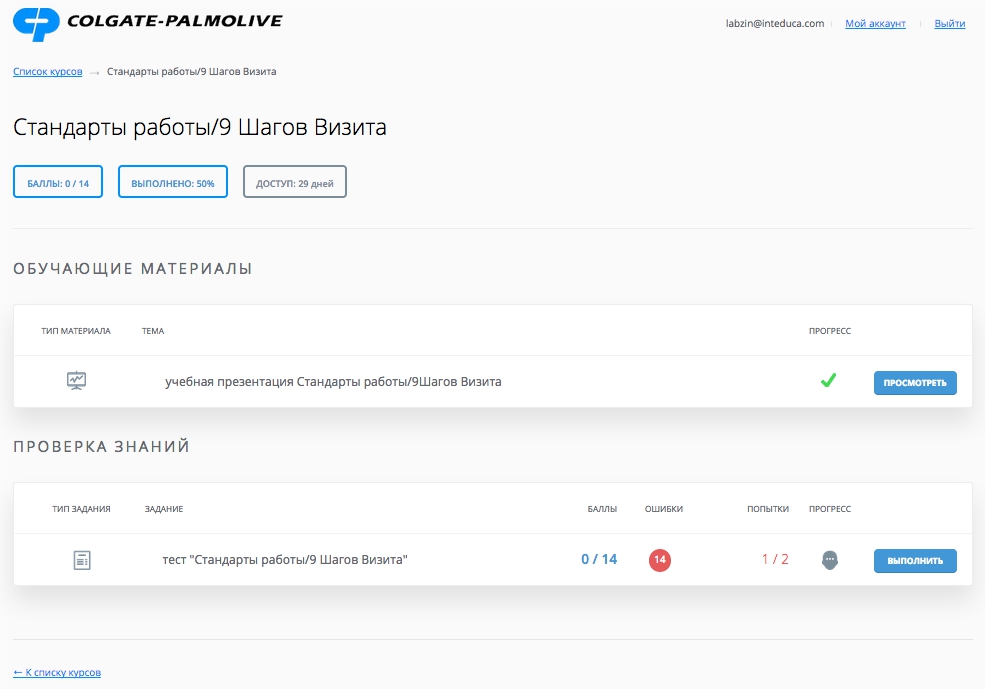 COLGATE-PALMOLIVE labzin@inteduca.com Мой аккаунт Выйти
Список курсов → Стандарты работы/9 Шагов Визита
Стандарты работы/9 Шагов Визита
БАЛЛЫ: 0 / 14 ВЫПОЛНЕНО: 50% ДОСТУП: 29 дней
ОБУЧАЮЩИЕ МАТЕРИАЛЫ
ТИП МАТЕРИАЛА ТЕМА ПРОГРЕСС
учебная презентация Стандарты работы/9Шагов Визита ПРОСМОТРЕТЬ
ПРОВЕРКА ЗНАНИЙ
ТИП ЗАДАНИЯ ЗАДАНИЕ БАЛЛЫ ОШИБКИ ПОПЫТКИ ПРОГРЕСС
тест "Стандарты работы/9 Шагов Визита" 0 / 14 14 1 / 2 ВЫПОЛНИТЬ
← К списку курсов